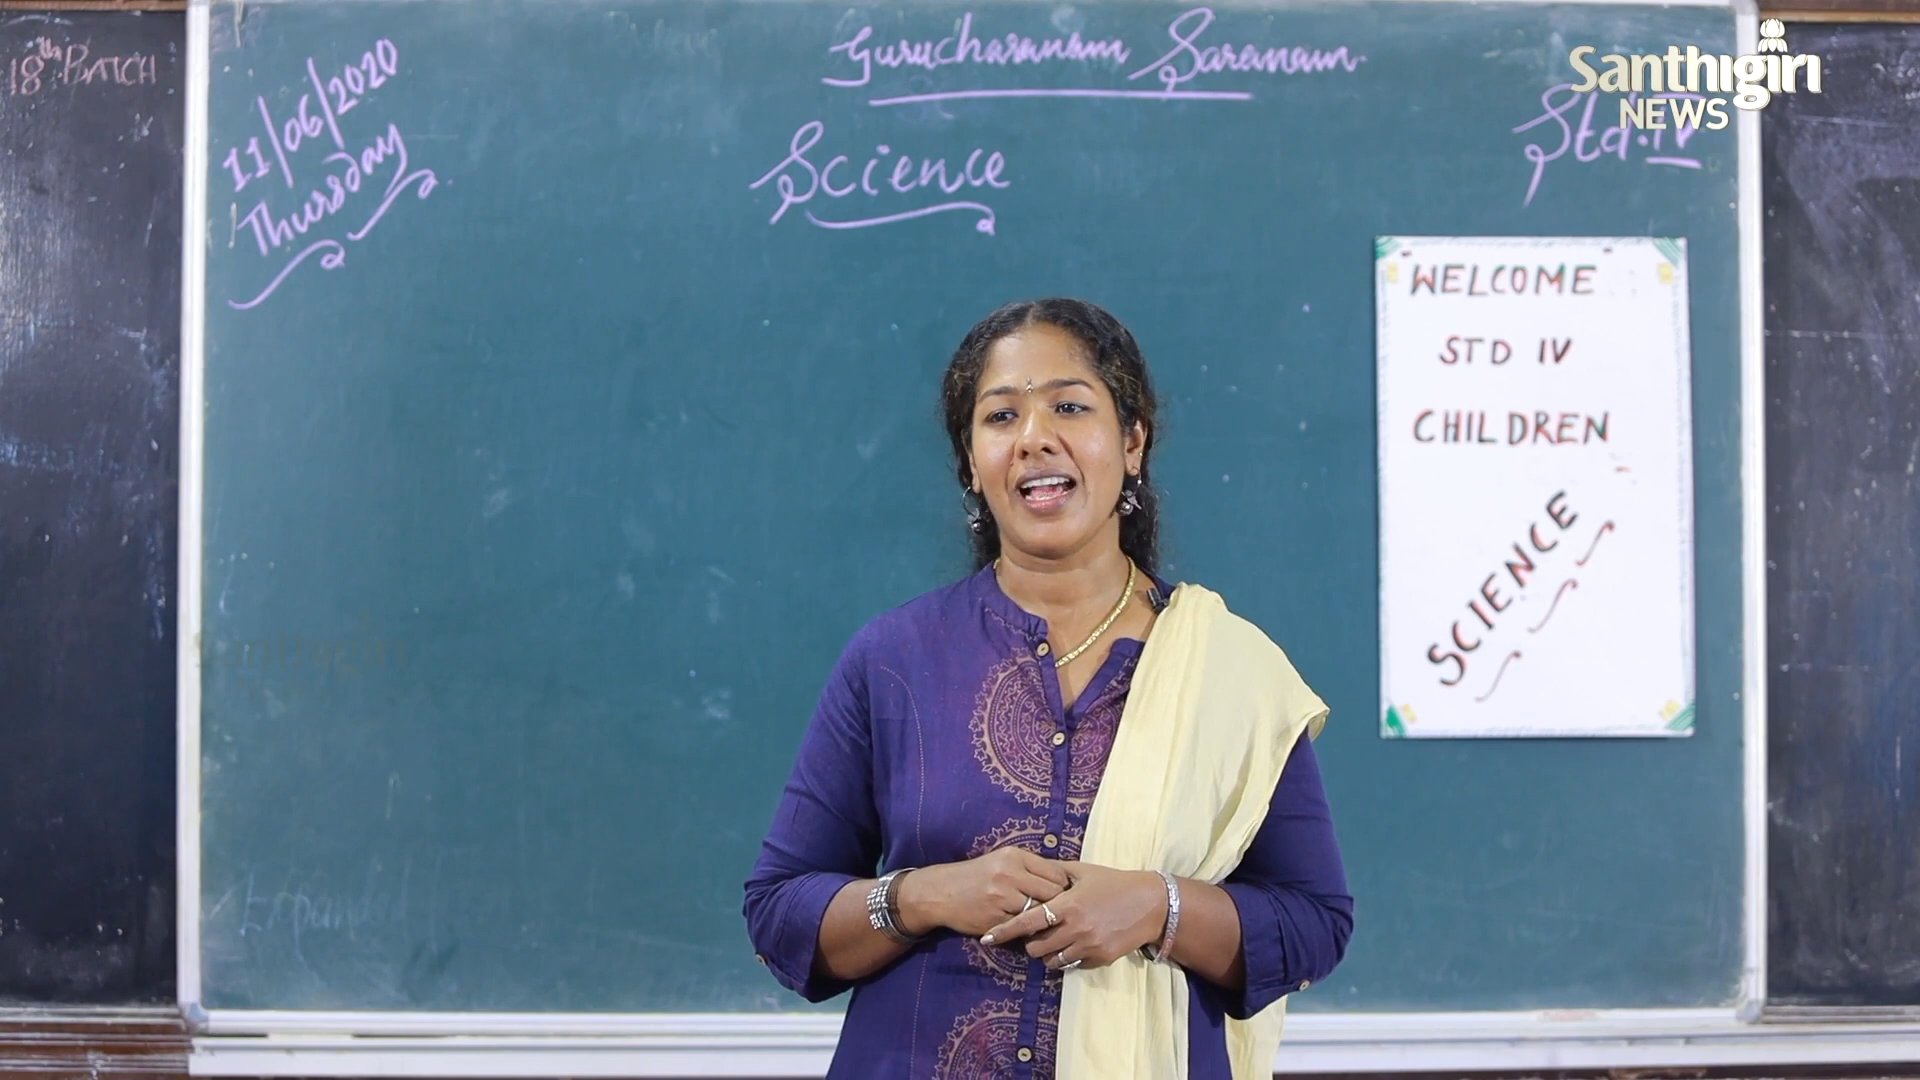 18th BATCH
11/06/2020
Thursday
Gurucharanam Saranam
Science
Std:IV
Santhigiri
NEWS
WELCOME
STD IV
CHILDREN
SCIENCE